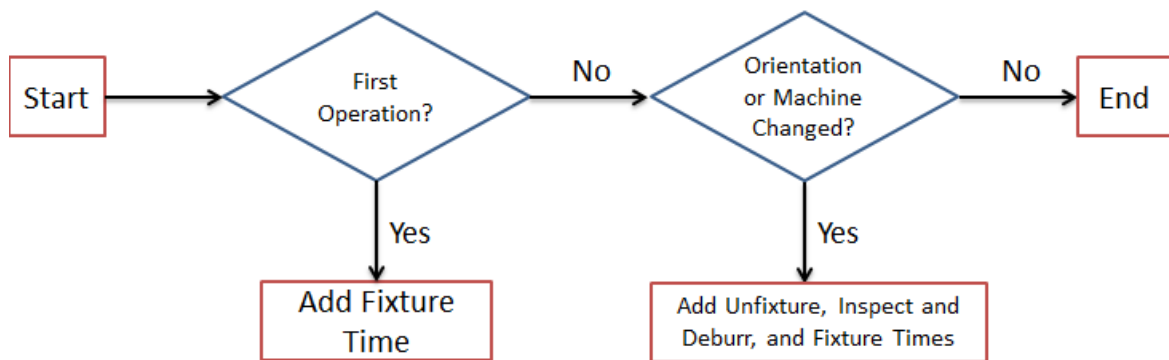 Start
First
Operation?
No
Orientation
or Machine
Changed?
No
End
Yes
Yes
Add Fixture
Time
Add Unfixture, Inspect and
Deburr, and Fixture Times